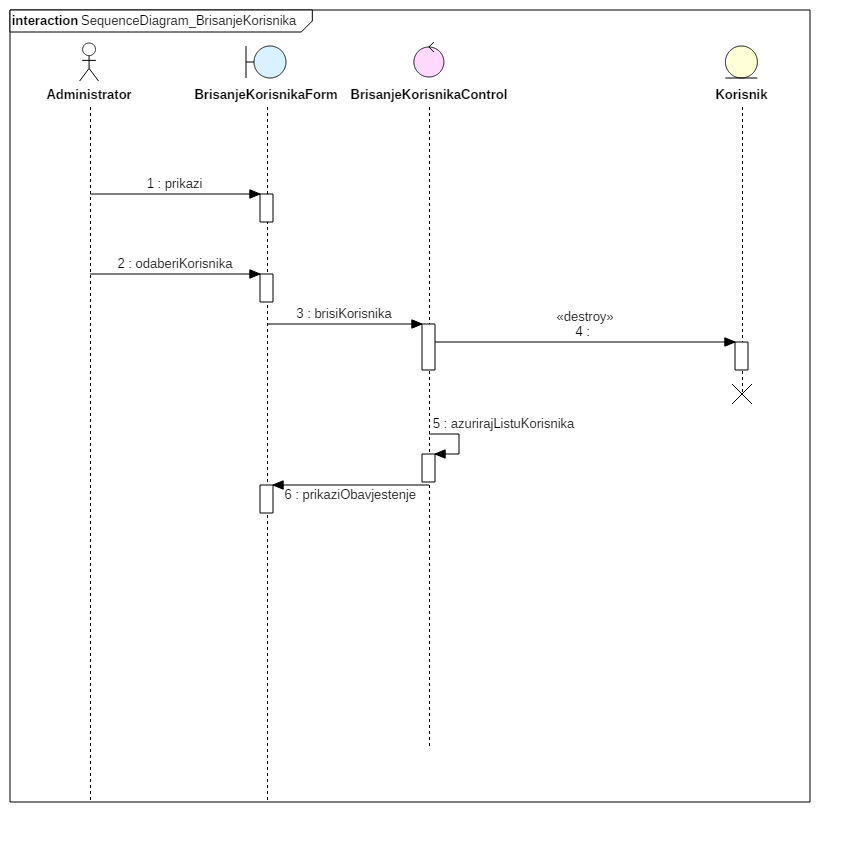 interaction SequenceDiagram_BrisanjeKorisnika
Administrator
BrisanjeKorisnikaForm
BrisanjeKorisnikaControl
Korisnik
1 : prikazi
2 : odaberiKorisnika
3 : brisiKorisnika
«destroy»
4 :
5 : azurirajListuKorisnika
6 : prikaziObavjestenje